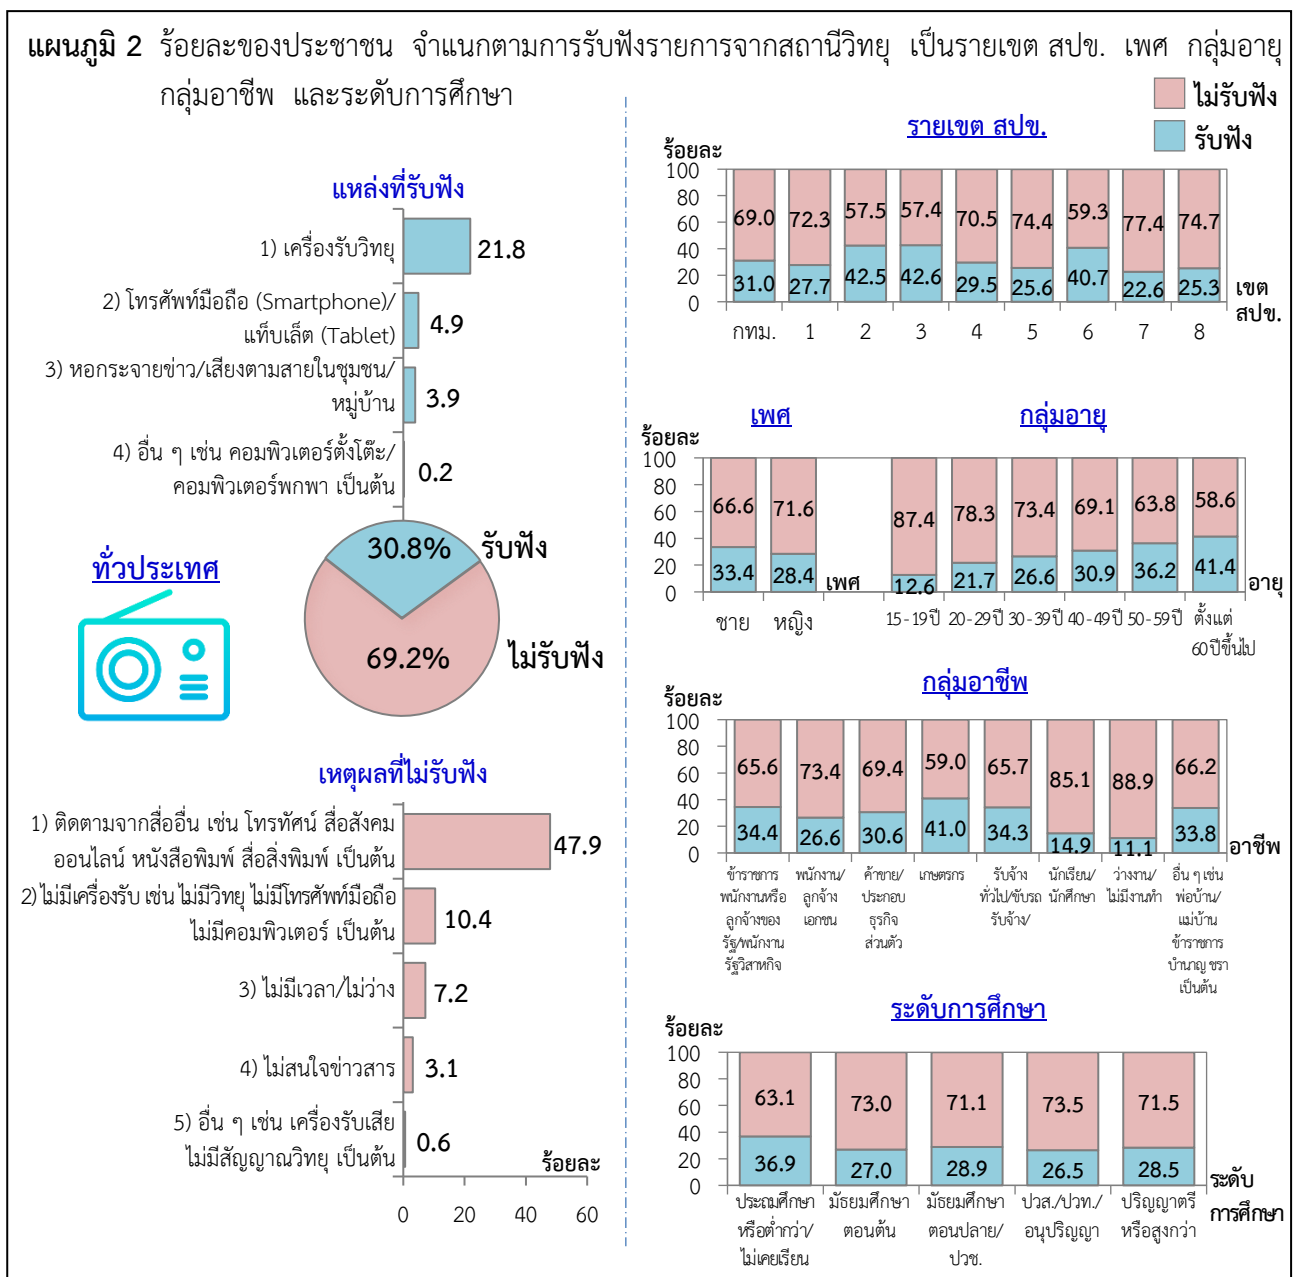 แผนภูมิ 2 ร้อยละของประชาชน จำแนกตามการรับฟังรายการจากสถานีวิทยุ เป็นรายเขต สปข. เพศ กลุ่มอายุ
กลุ่มอาชีพ และระดับการศึกษา
ไม่รับฟัง
รับฟัง
แหล่งที่รับฟัง
1) เครื่องรับวิทยุ
21.8
2) โทรศัพท์มือถือ (Smartphone)/
แท็บเล็ต (Tablet)
4.9
3) หอกระจายข่าว/เสียงตามสายในชุมชน/
หมู่บ้าน
3.9
4) อื่น ๆ เช่น คอมพิวเตอร์ตั้งโต๊ะ/
คอมพิวเตอร์พกพา เป็นต้น
0.2
ทั่วประเทศ
30.8% รับฟัง
69.2% ไม่รับฟัง
เหตุผลที่ไม่รับฟัง
1) ติดตามจากสื่ออื่น เช่น โทรทัศน์ สื่อสังคม
ออนไลน์ หนังสือพิมพ์ สื่อสิ่งพิมพ์ เป็นต้น
47.9
2) ไม่มีเครื่องรับ เช่น ไม่มีวิทยุ ไม่มีโทรศัพท์มือถือ
ไม่มีคอมพิวเตอร์ เป็นต้น
10.4
3) ไม่มีเวลา/ไม่ว่าง
7.2
4) ไม่สนใจข่าวสาร
3.1
5) อื่น ๆ เช่น เครื่องรับเสีย
ไม่มีสัญญาณวิทยุ เป็นต้น
0.6
ร้อยละ
0 20 40 60
รายเขต สปข.
ร้อยละ
100
80
60
40
20
0
69.0 72.3 57.5 57.4 70.5 74.4 59.3 77.4 74.7
31.0 27.7 42.5 42.6 29.5 25.6 40.7 22.6 25.3
กทม. 1 2 3 4 5 6 7 8
เขต
สปข.
เพศ
ร้อยละ
100
80
60
40
20
0
66.6 71.6
33.4 28.4
ชาย หญิง
เพศ
กลุ่มอายุ
87.4 78.3 73.4 69.1 63.8 58.6
12.6 21.7 26.6 30.9 36.2 41.4
อายุ
15-19 ปี 20-29 ปี 30-39 ปี 40-49 ปี 50-59 ปี ตั้งแต่
60 ปีขึ้นไป
กลุ่มอาชีพ
ร้อยละ
100
80
60
40
20
0
65.6 73.4 69.4 59.0 65.7 85.1 88.9 66.2
34.4 26.6 30.6 41.0 34.3 14.9 11.1 33.8
อาชีพ
ข้าราชการ
พนักงานหรือ
ลูกจ้างของ
รัฐ/พนักงาน
รัฐวิสาหกิจ
พนักงาน/
ลูกจ้าง
เอกชน
ค้าขาย/
ประกอบ
ธุรกิจ
ส่วนตัว
เกษตรกร
รับจ้าง
ทั่วไป/ขับรถ
รับจ้าง/
นักเรียน/
นักศึกษา
ว่างงาน/
ไม่มีงานทำ
อื่น ๆ เช่น
พ่อบ้าน/
แม่บ้าน
ข้าราชการ
บำนาญ ชรา
เป็นต้น
ระดับการศึกษา
ร้อยละ
100
80
60
40
20
0
63.1 73.0 71.1 73.5 71.5
36.9 27.0 28.9 26.5 28.5
ระดับ
การศึกษา
ประถมศึกษา
หรือต่ำกว่า/
ไม่เคยเรียน
มัธยมศึกษา
ตอนต้น
มัธยมศึกษา
ตอนปลาย/
ปวช.
ปวส./ปวท./
อนุปริญญา
ปริญญาตรี
หรือสูงกว่า